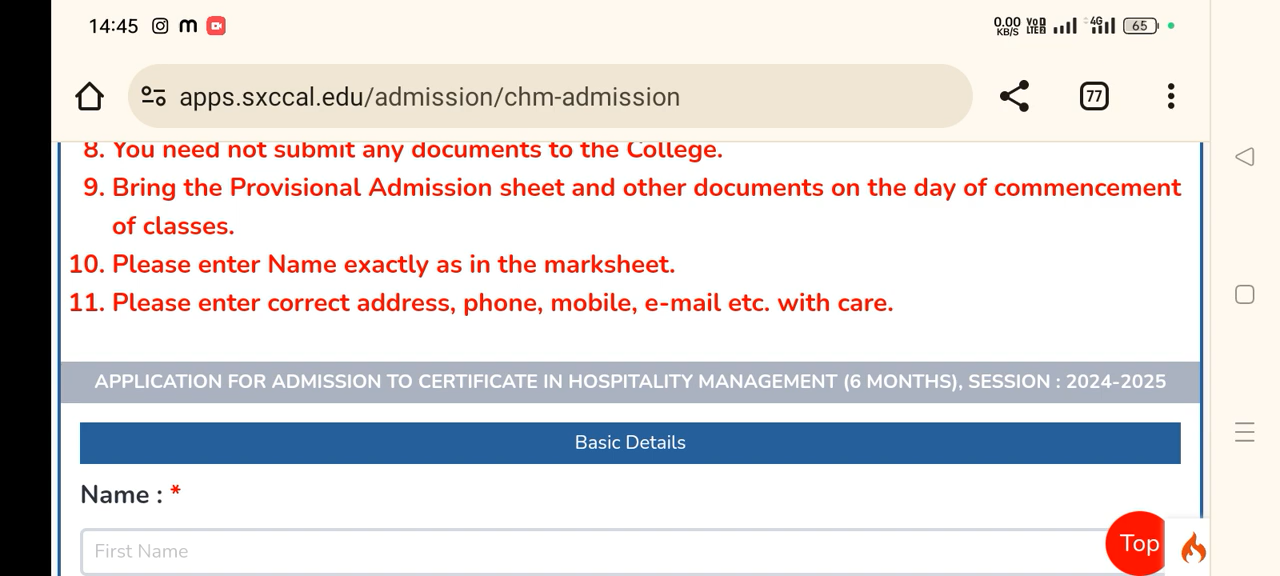 14:45 m 0.00 KB/S VoD LTE2 4G 65
apps.sxccal.edu/admission/chm-admission 77
8. You need not submit any documents to the College.
9. Bring the Provisional Admission sheet and other documents on the day of commencement
of classes.
10. Please enter Name exactly as in the marksheet.
11. Please enter correct address, phone, mobile, e-mail etc. with care.
APPLICATION FOR ADMISSION TO CERTIFICATE IN HOSPITALITY MANAGEMENT (6 MONTHS), SESSION : 2024-2025
Basic Details
Name : *
First Name
Top